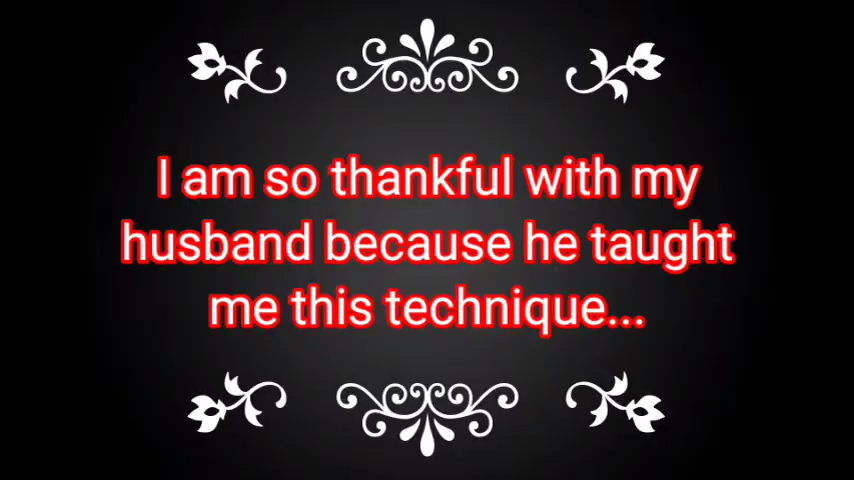 I am so thankful with my
husband because he taught
me this technique...